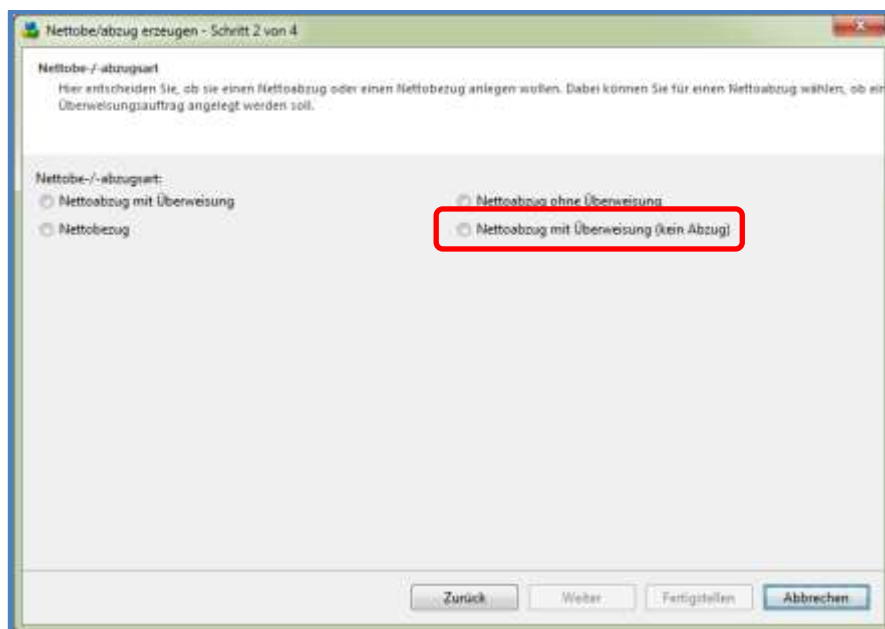 Nettobe/abzug erzeugen - Schritt 2 von 4
Nettobe-/-abzugsart
Hier entscheiden Sie, ob sie einen Nettoabzug oder einen Nettobezug anlegen wollen. Dabei können Sie für einen Nettoabzug wählen, ob ein
Überweisungsauftrag angelegt werden soll.
Nettobe-/-abzugsart:
Nettoabzug mit Überweisung
Nettoabzug ohne Überweisung
Nettobezug
Nettoabzug mit Überweisung (kein Abzug)
Zurück
Weiter
Fertigstellen
Abbrechen